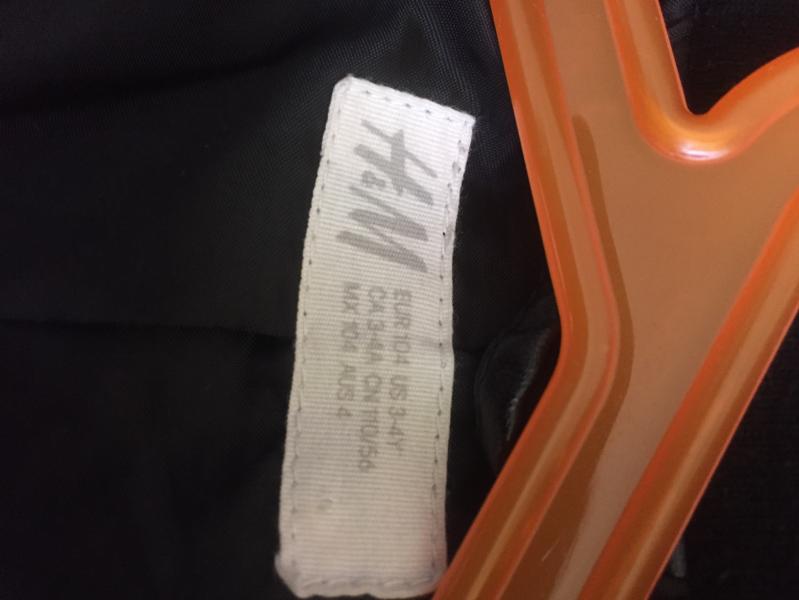 H&M
EUR 104 US 3-4Y
CA 3-4A CN 110/56
MX 104 AUS 4